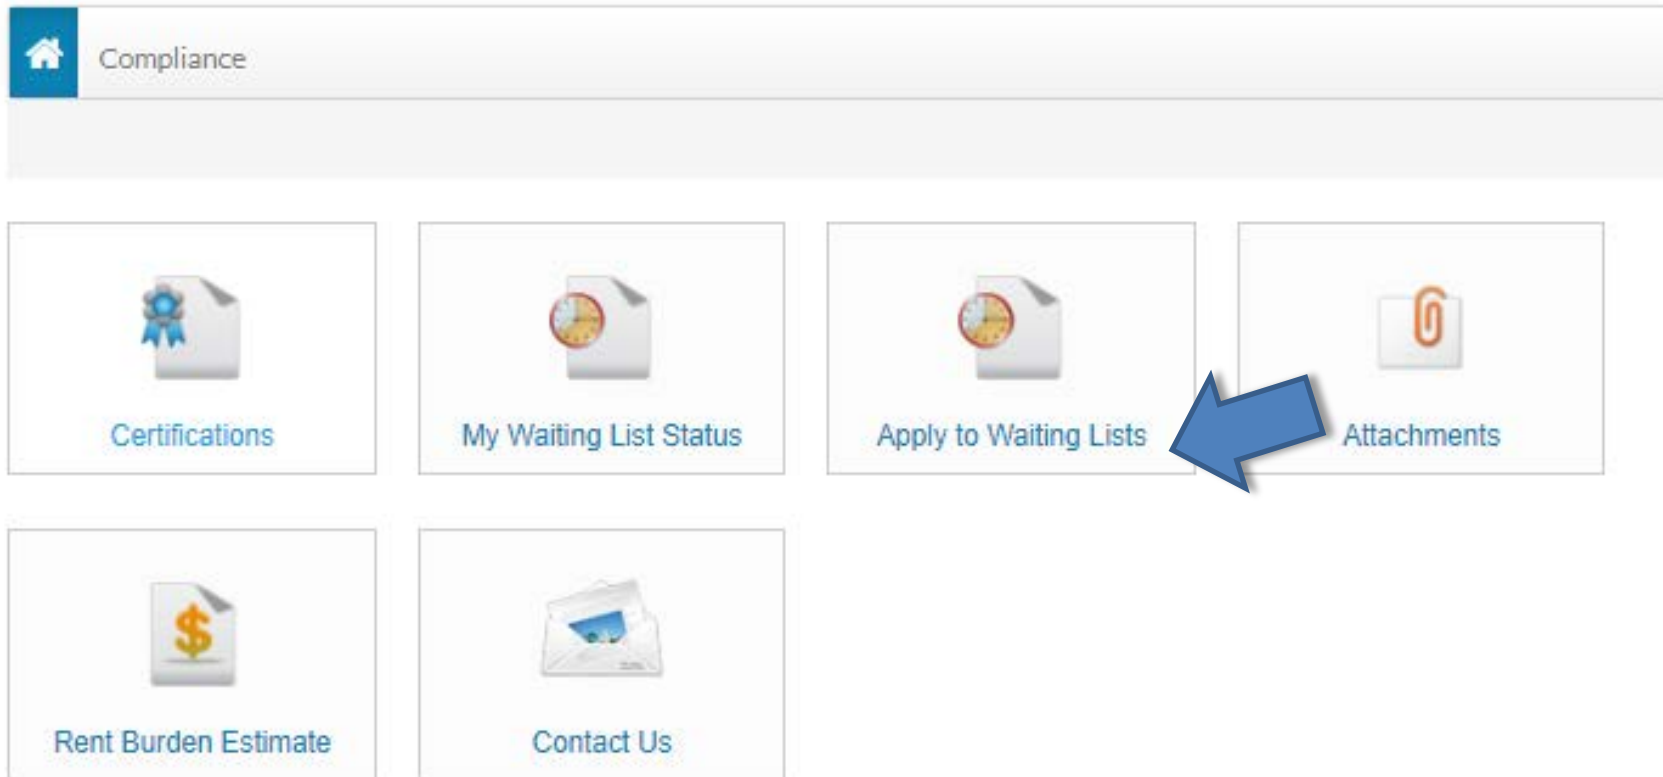 Compliance
Certifications
My Waiting List Status
Apply to Waiting Lists
Attachments
Rent Burden Estimate
Contact Us